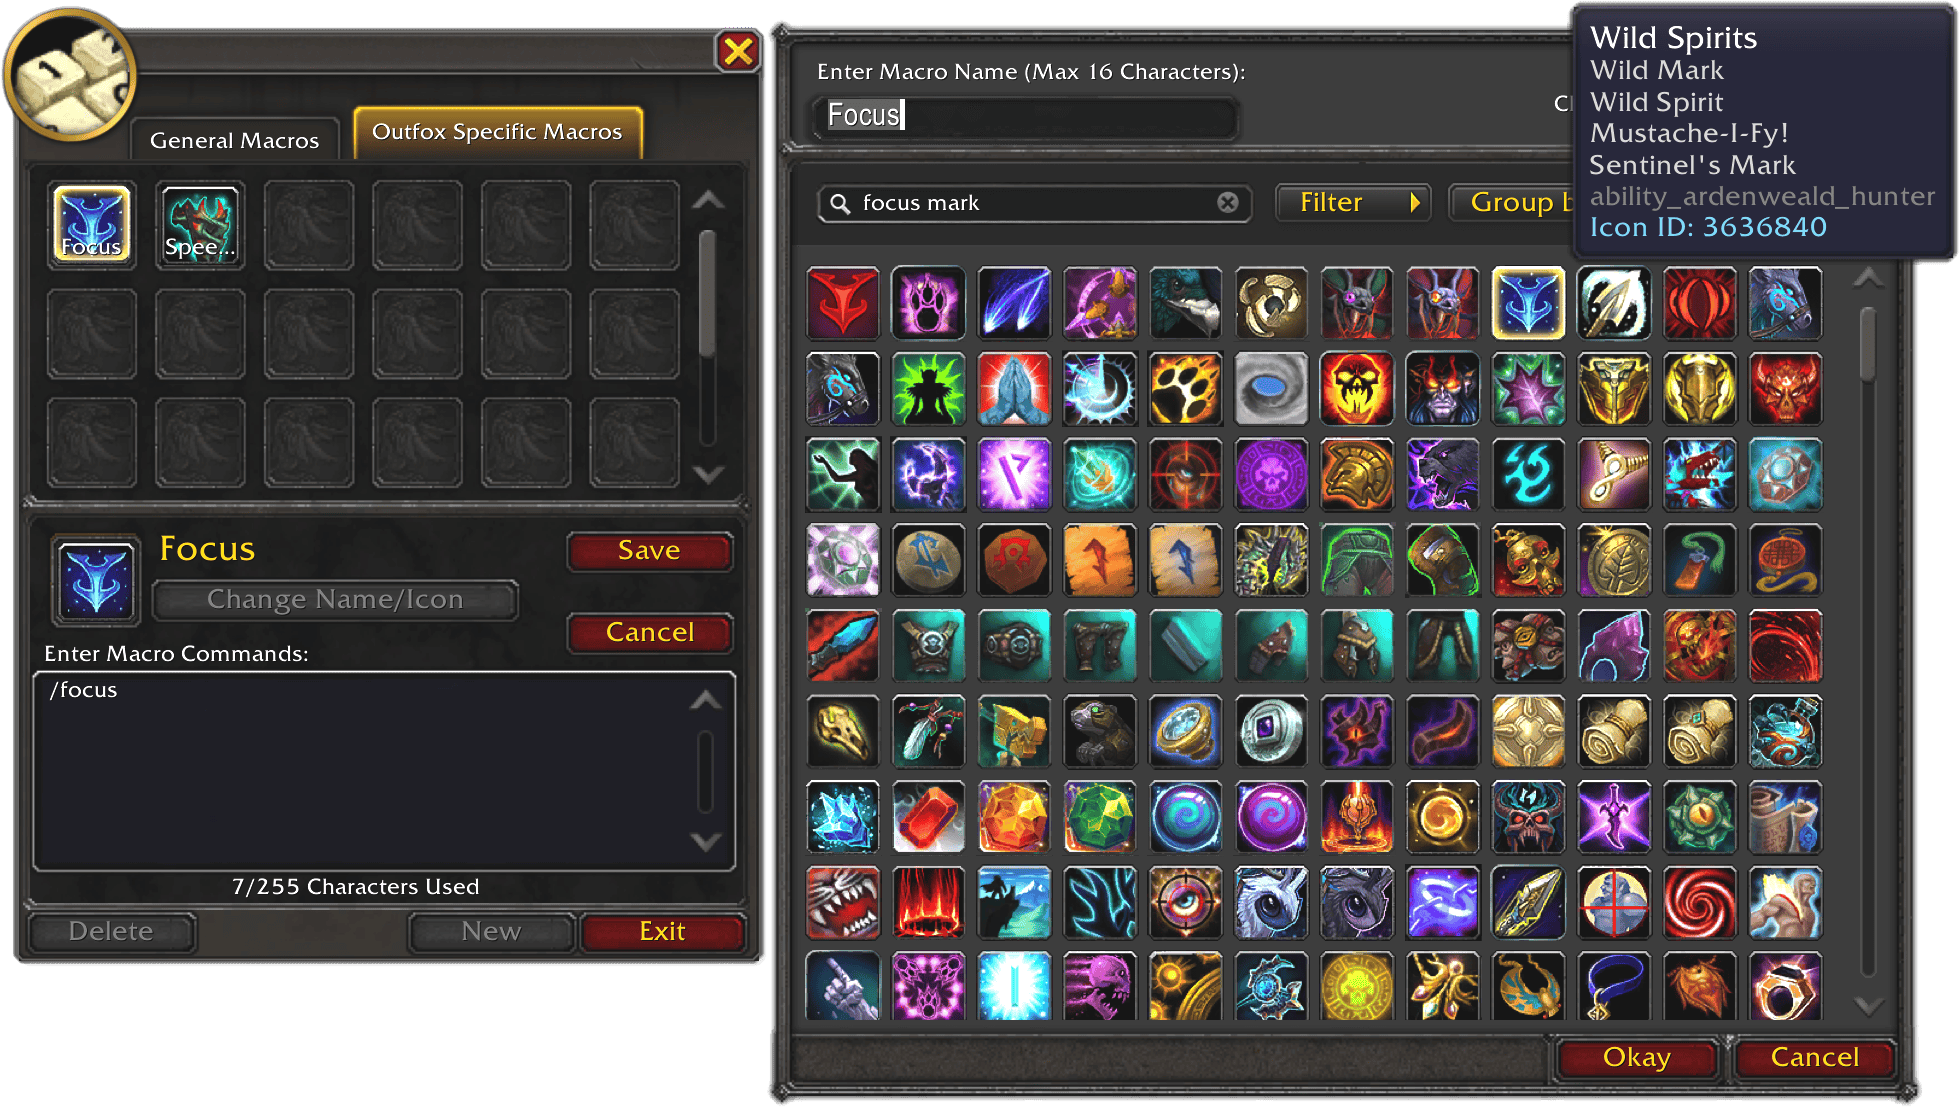 General Macros
Outfox Specific Macros
Focus
Spee...
Focus
Change Name/Icon
Save
Cancel
Enter Macro Commands:
/focus
7/255 Characters Used
Delete
New
Exit
Enter Macro Name (Max 16 Characters):
Focus
focus mark
Filter
Group
Wild Spirits
Wild Mark
Wild Spirit
Mustache-I-Fy!
Sentinel's Mark
ability_ardenweald_hunter
Icon ID: 3636840
Okay
Cancel